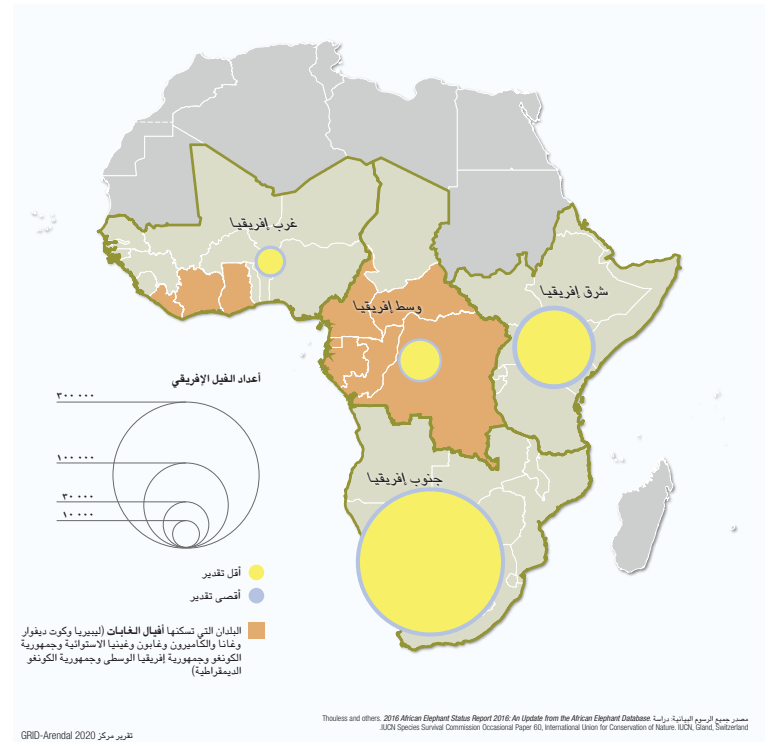 غرب إفريقيا
شرق إفريقيا
وسط إفريقيا
جنوب إفريقيا
أعداد الفيل الإفريقي
٣٠٠ ٠٠٠
١٠٠ ٠٠٠
٣٠ ٠٠٠
١٠ ٠٠٠
أقل تقدير
أقصى تقدير
البلدان التي تسكنها أفيال الغابات (ليبيريا وكوت ديفوار
وغانا والكاميرون وغابون وغينيا الاستوائية وجمهورية
الكونغو وجمهورية إفريقيا الوسطى وجمهورية الكونغو
الديمقراطية)
مصدر جميع الرسوم البيانية: دراسة Thouless and others. 2016 African Elephant Status Report 2016: An Update from the African Elephant Database.
IUCN Species Survival Commission Occasional Paper 60, International Union for Conservation of Nature. IUCN, Gland, Switzerland.
تقرير مركز GRID-Arendal 2020